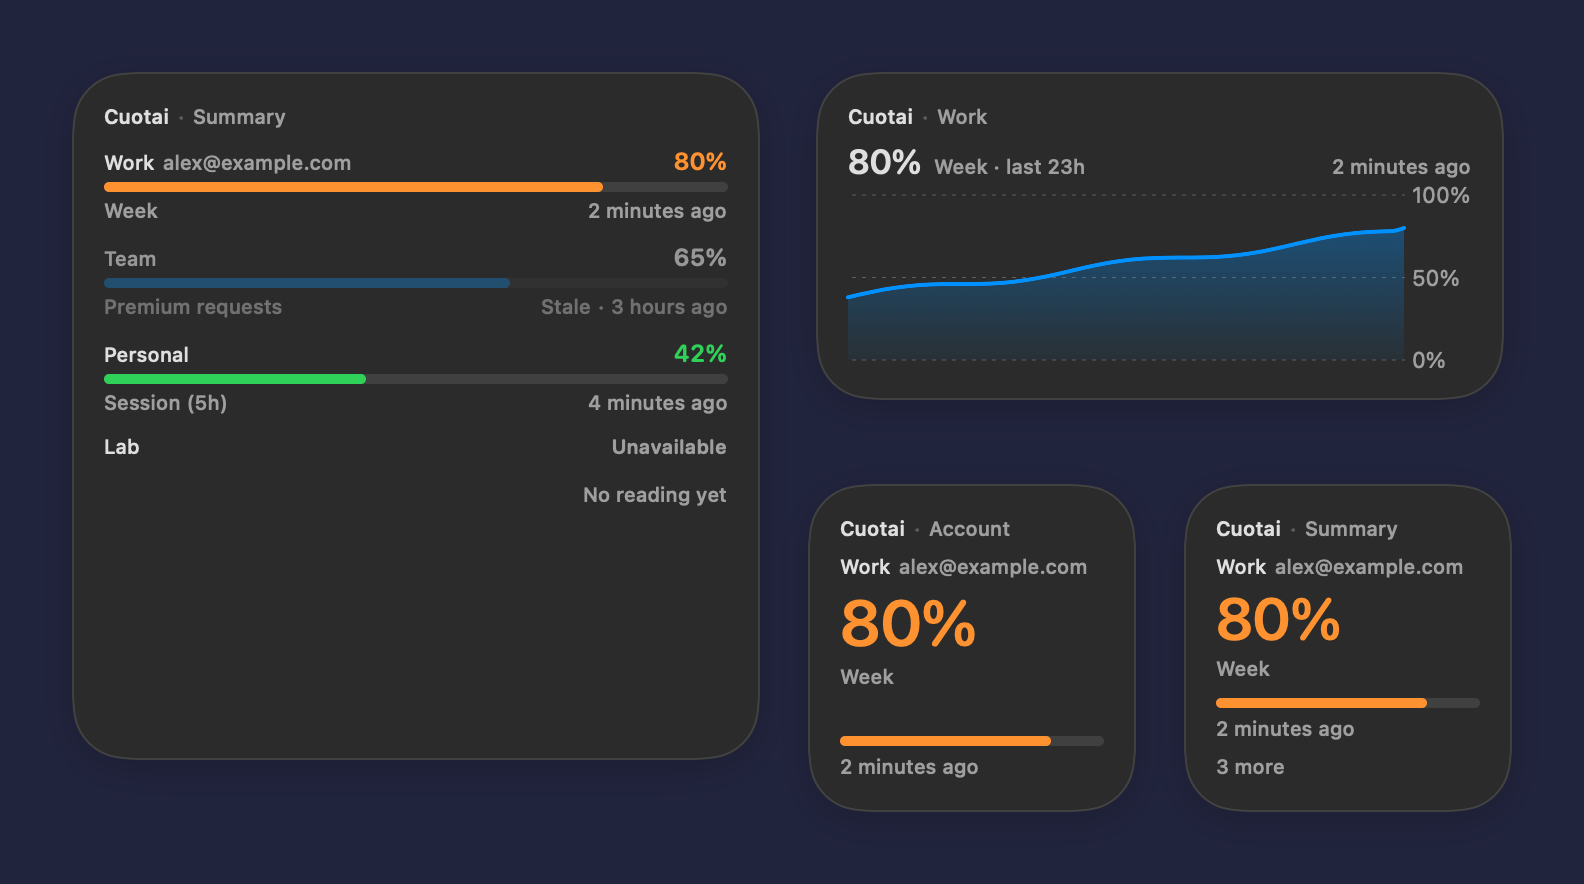 Cuotai · Summary
Work alex@example.com 80%
Week 2 minutes ago
Team 65%
Premium requests Stale · 3 hours ago
Personal 42%
Session (5h) 4 minutes ago
Lab Unavailable
No reading yet
Cuotai · Work
80% Week · last 23h 2 minutes ago
100%
50%
0%
Cuotai · Account
Work alex@example.com
80%
Week
2 minutes ago
Cuotai · Summary
Work alex@example.com
80%
Week
2 minutes ago
3 more